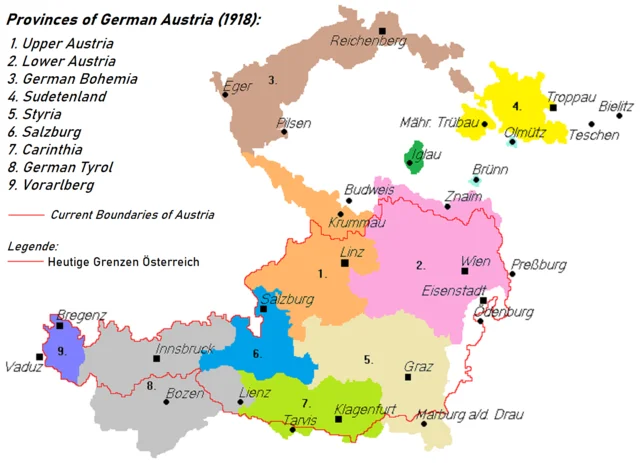 Provinces of German Austria (1918):
1. Upper Austria
2. Lower Austria
3. German Bohemia
4. Sudetenland
5. Styria
6. Salzburg
7. Carinthia
8. German Tyrol
9. Vorarlberg
Current Boundaries of Austria
Legende:
Heutige Grenzen Österreich
Reichenberg
3.
Eger
Pilsen
4.
Troppau
Bielitz
Mähr. Trübau
Olmütz
Teschen
Iglau
Brünn
Budweis
Znaim
Krummau
Linz
1.
2.
Wien
Preßburg
Eisenstadt
Ödenburg
Salzburg
Bregenz
9.
Vaduz
Innsbruck
6.
5.
Graz
8.
Bozen
Lienz
7.
Klagenfurt
Tarvis
Marburg a/d. Drau